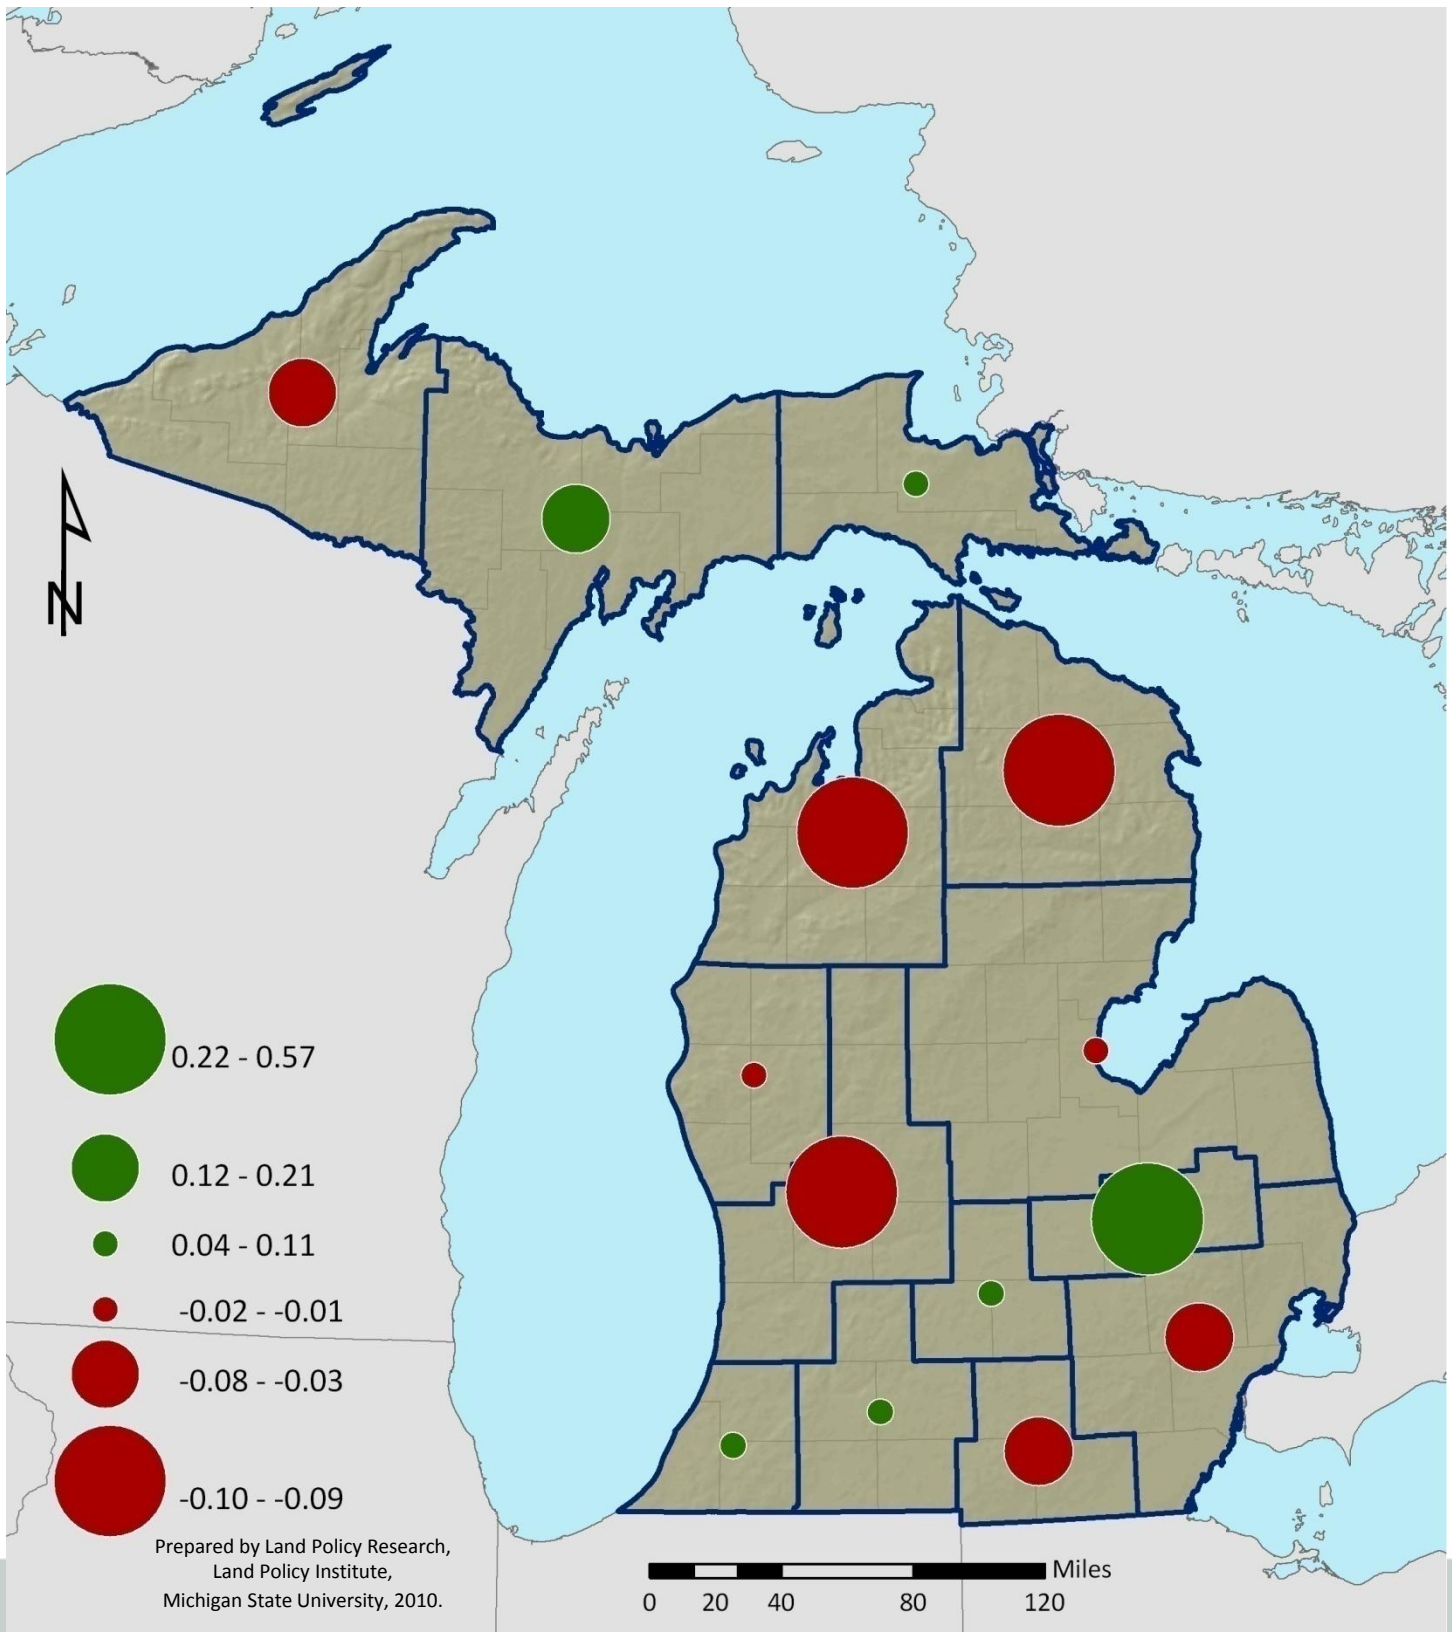 N
0.22 - 0.57
0.12 - 0.21
0.04 - 0.11
-0.02 - -0.01
-0.08 - -0.03
-0.10 - -0.09
Prepared by Land Policy Research,
Land Policy Institute,
Michigan State University, 2010.
Miles
0 20 40 80 120